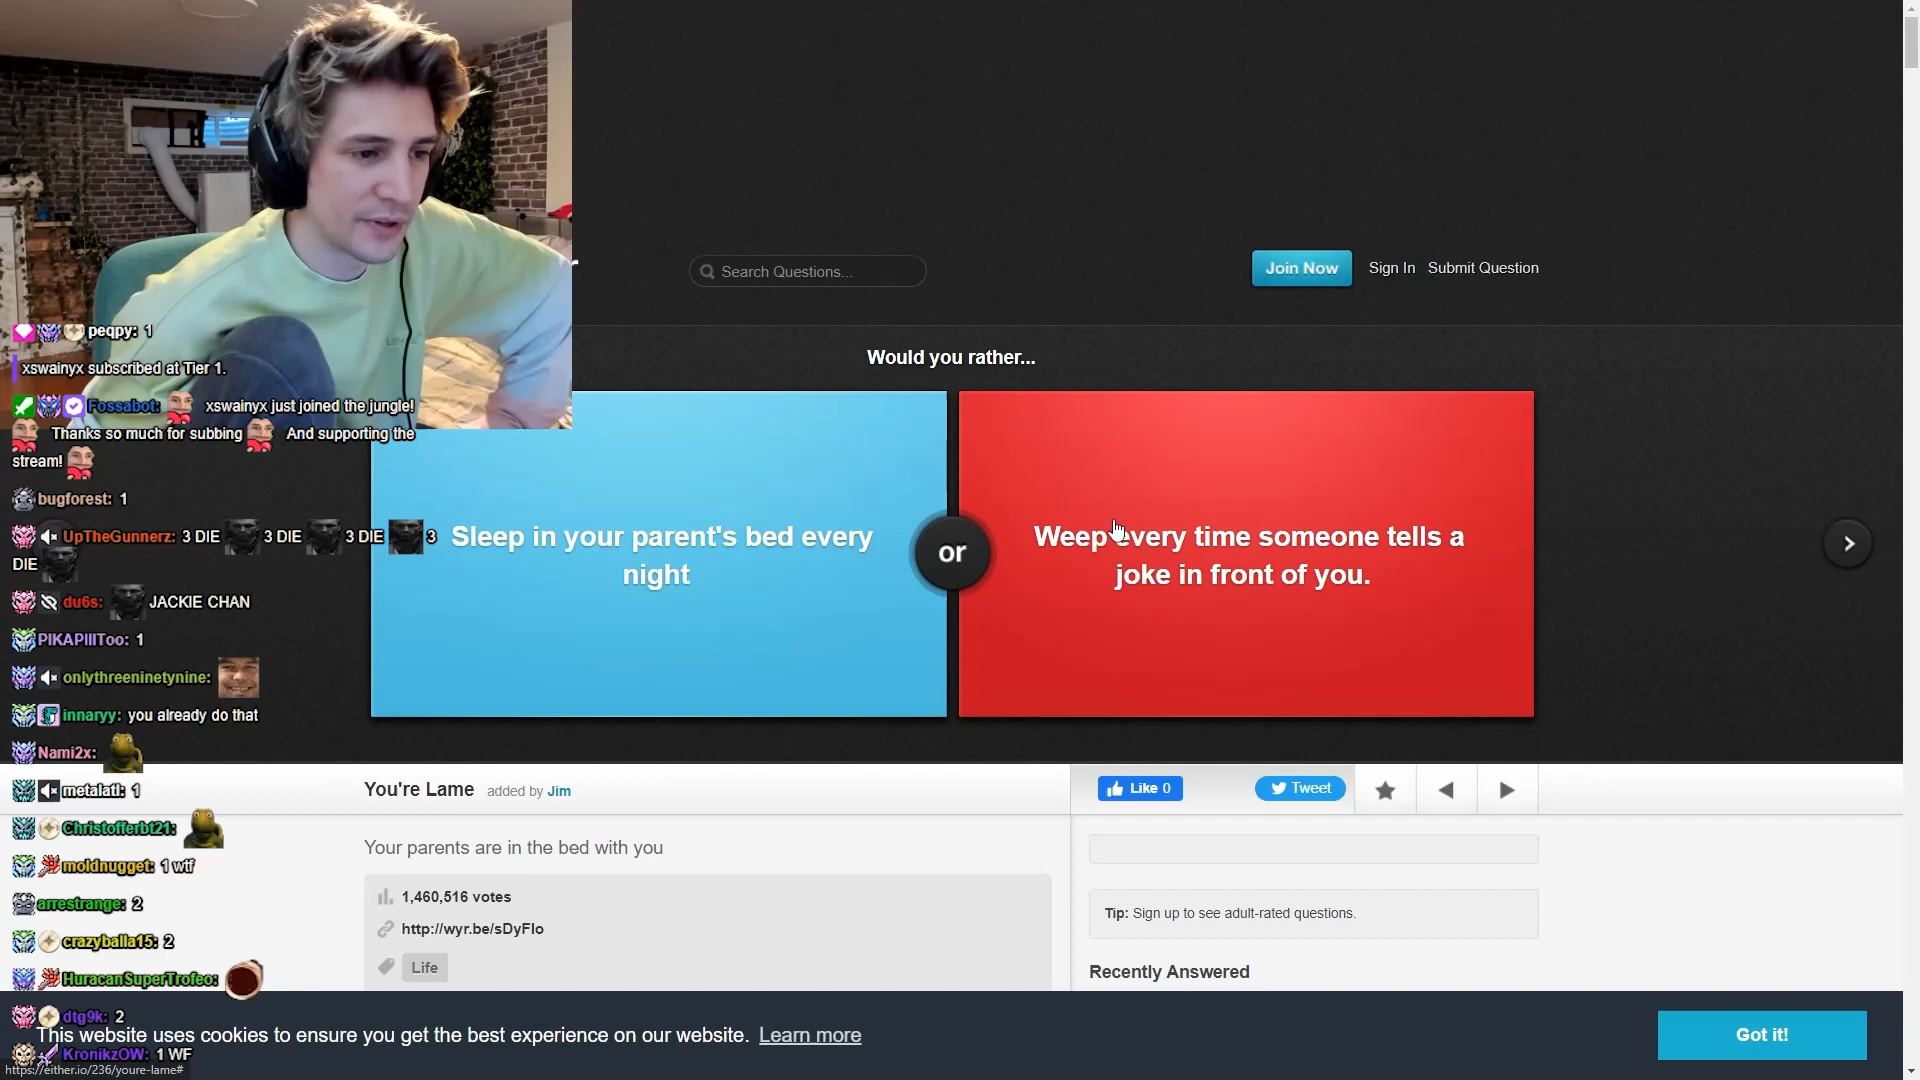 Search Questions...
Join Now
Sign In
Submit Question
Would you rather...
Sleep in your parent's bed every
night
or
Weep every time someone tells a
joke in front of you.
peqpy: 1
xswainyx subscribed at Tier 1.
Fossabot: xswainyx just joined the jungle!
Thanks so much for subbing And supporting the
stream!
bugforest: 1
UpTheGunnerz: 3 DIE 3 DIE 3 DIE 3
DIE
du6s: JACKIE CHAN
PIKAPIIIToo: 1
onlythreeninetynine:
innaryy: you already do that
Nami2x:
metalatl: 1
Christofferbt21:
moldnugget: 1 wtf
arrestrange: 2
crazyballa15: 2
HuracanSuperTrofeo:
dtg9k: 2
KronikzOW: 1 WF
You're Lame added by Jim
Like 0
Tweet
Your parents are in the bed with you
1,460,516 votes
http://wyr.be/sDyFIo
Life
Tip: Sign up to see adult-rated questions.
Recently Answered
This website uses cookies to ensure you get the best experience on our website. Learn more
Got it!
https://either.io/236/youre-lame#